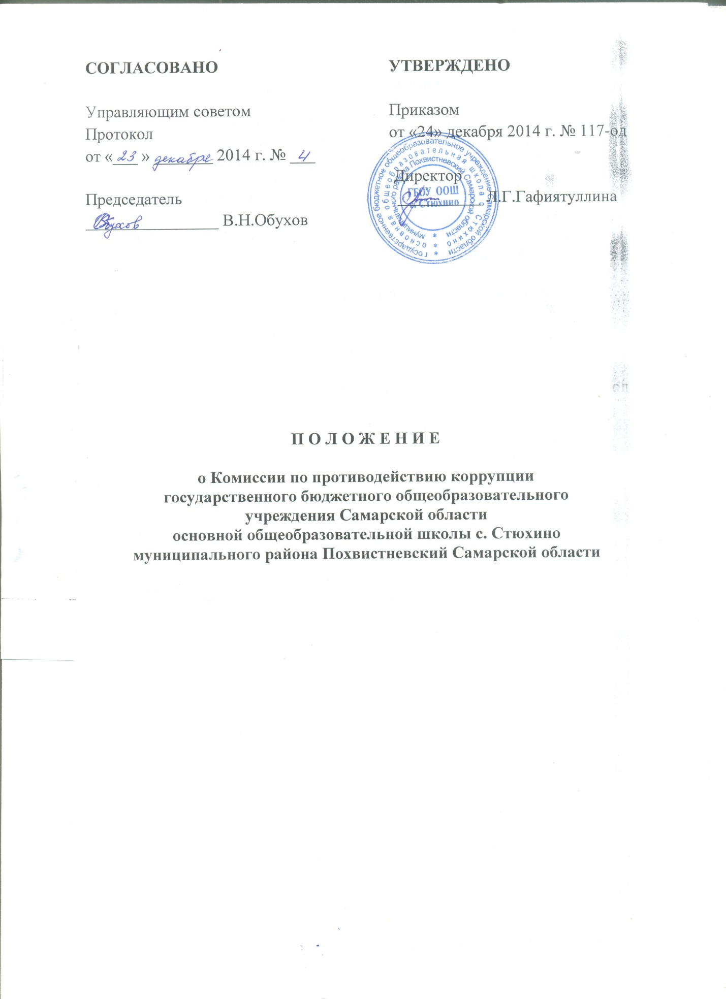 СОГЛАСОВАНО
Управляющим советом
Протокол
от « 23 » декабря 2014 г. № 4
Председатель
В.Н.Обухов
УТВЕРЖДЕНО
Приказом
от «24» декабря 2014 г. № 117-од
Директор
Л.Г.Гафиятуллина
государственное бюджетное общеобразовательное учреждение Самарской области
основная общеобразовательная школа с. Стюхино
муниципального района Похвистневский Самарской области
ГБОУ ООШ
с. Стюхино
П О Л О Ж Е Н И Е
о Комиссии по противодействию коррупции
государственного бюджетного общеобразовательного
учреждения Самарской области
основной общеобразовательной школы с. Стюхино
муниципального района Похвистневский Самарской области